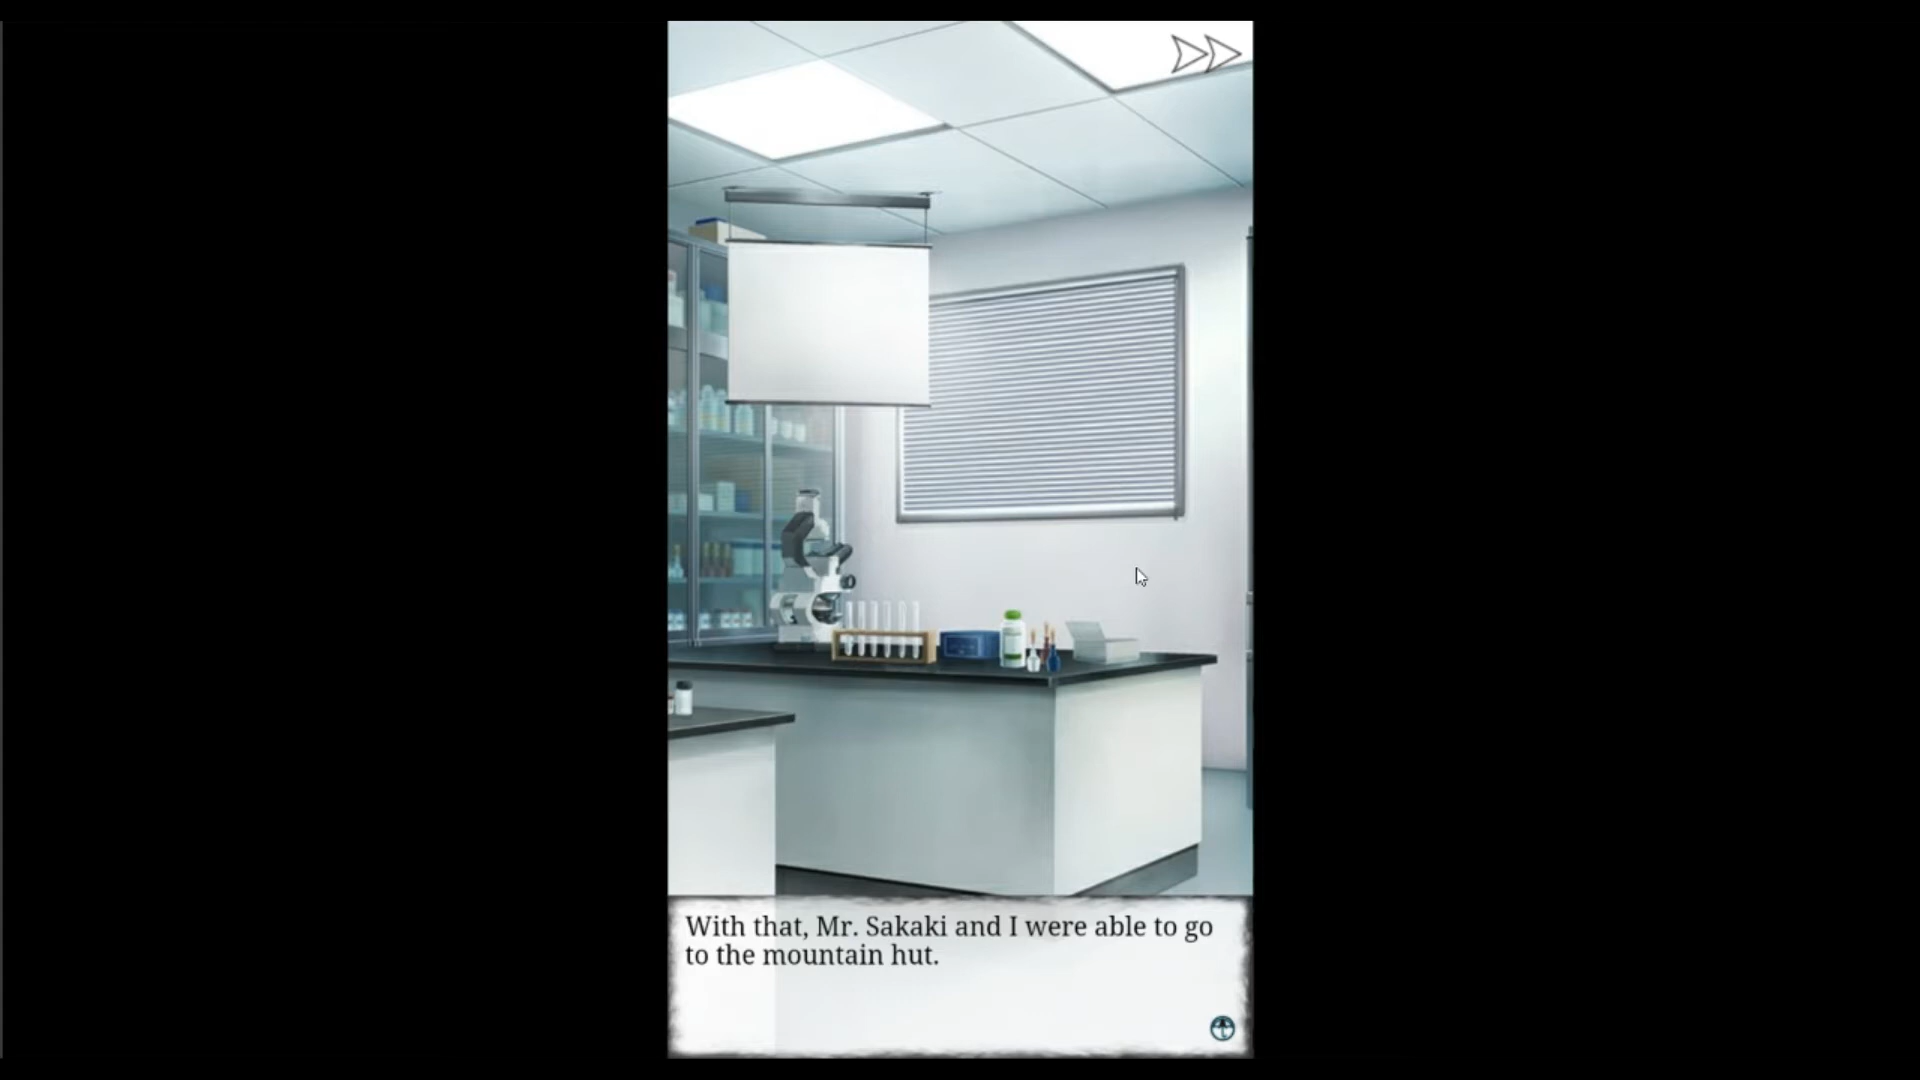 With that, Mr. Sakaki and I were able to go
to the mountain hut.